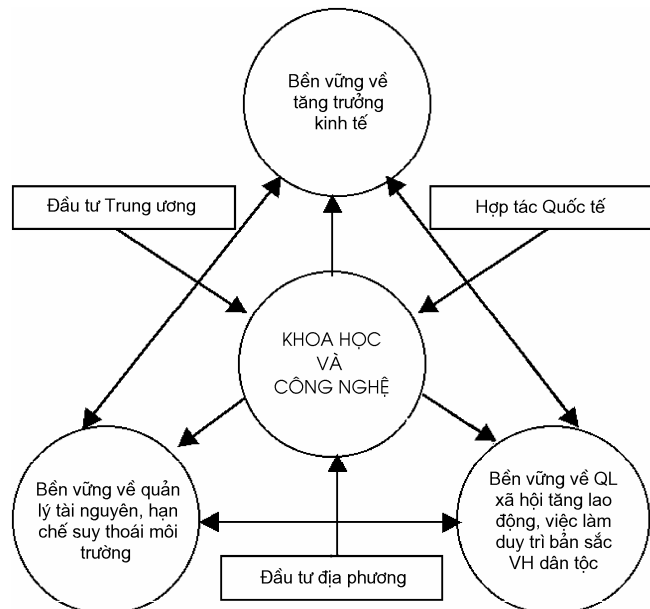 Bền vững về
tăng trưởng
kinh tế
Đầu tư Trung ương
Hợp tác Quốc tế
KHOA HỌC
VÀ
CÔNG NGHỆ
Bền vững về quản
lý tài nguyên, hạn
chế suy thoái môi
trường
Bền vững về QL
xã hội tăng lao
động, việc làm
duy trì bản sắc
VH dân tộc
Đầu tư địa phương